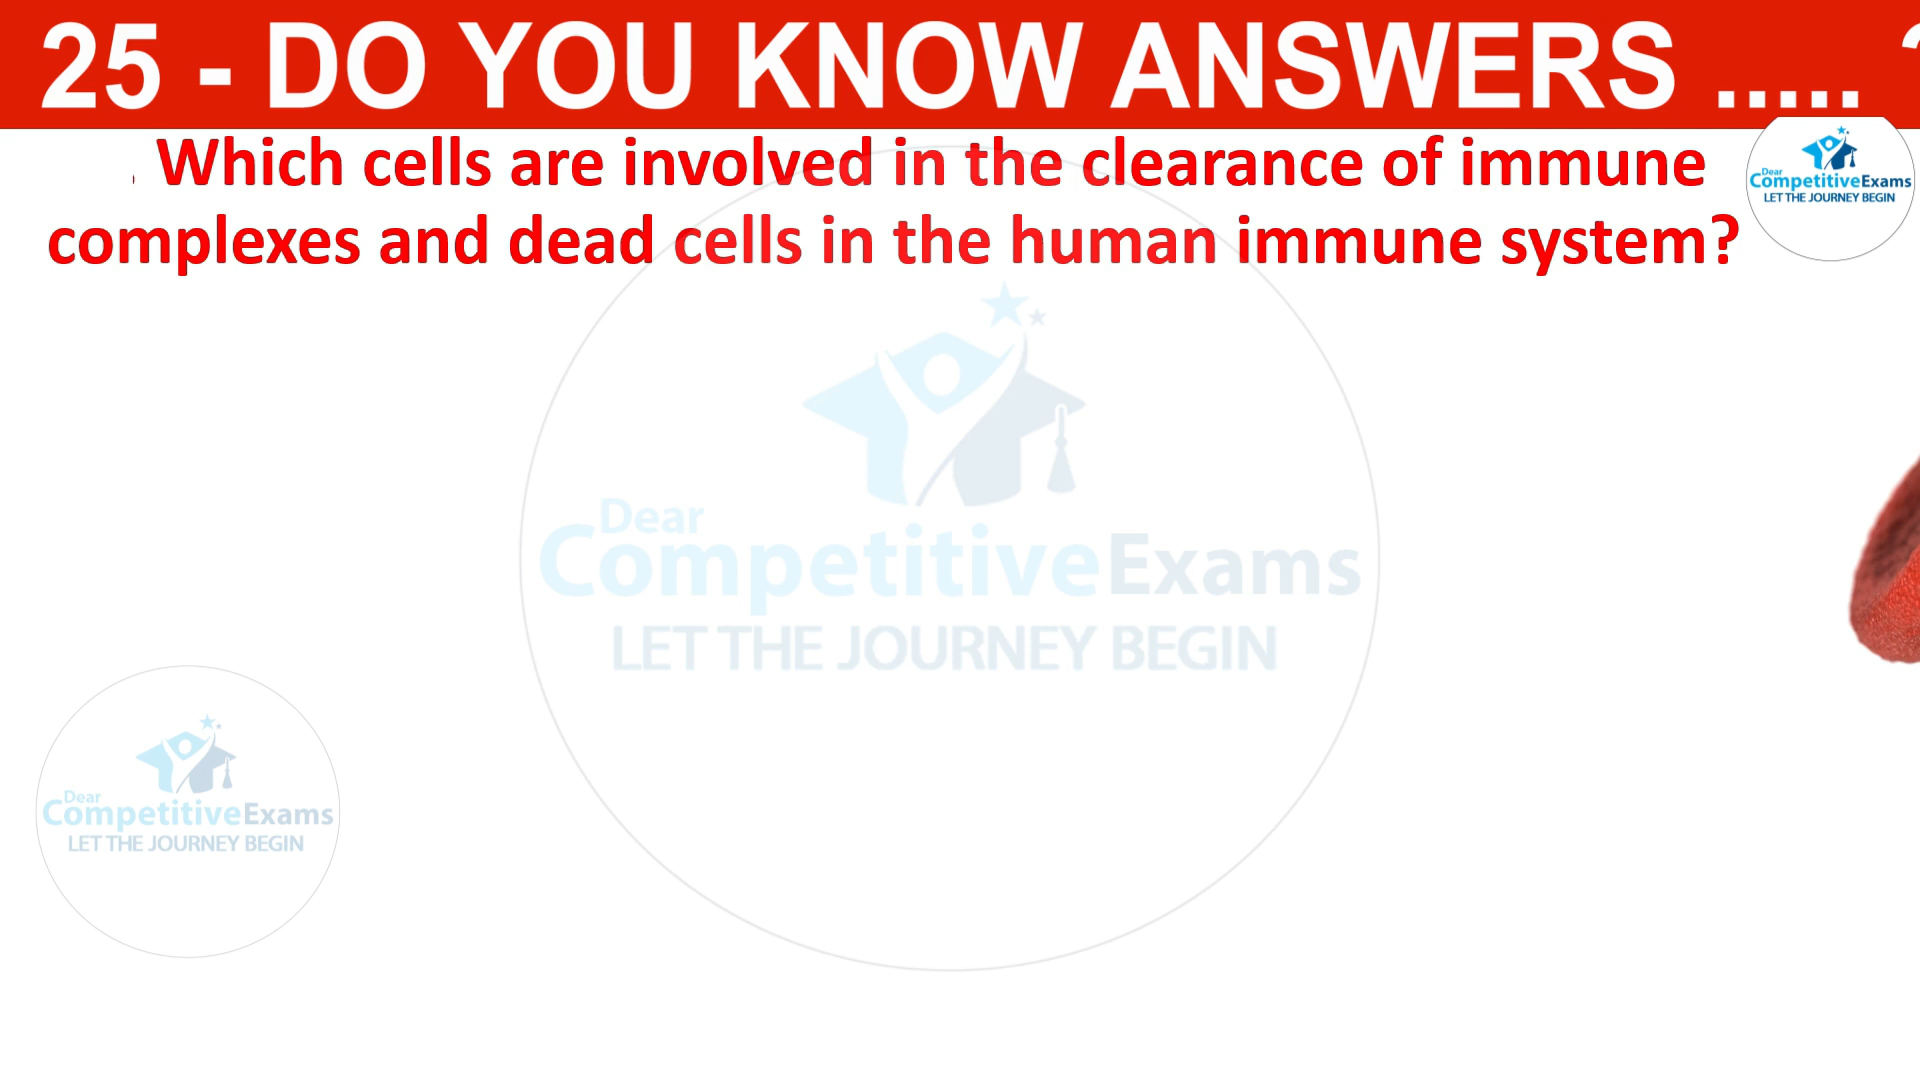 25 - DO YOU KNOW ANSWERS ..... ?
. Which cells are involved in the clearance of immune
complexes and dead cells in the human immune system?
Dear
CompetitiveExams
LET THE JOURNEY BEGIN
Dear
CompetitiveExams
LET THE JOURNEY BEGIN
Dear
CompetitiveExams
LET THE JOURNEY BEGIN